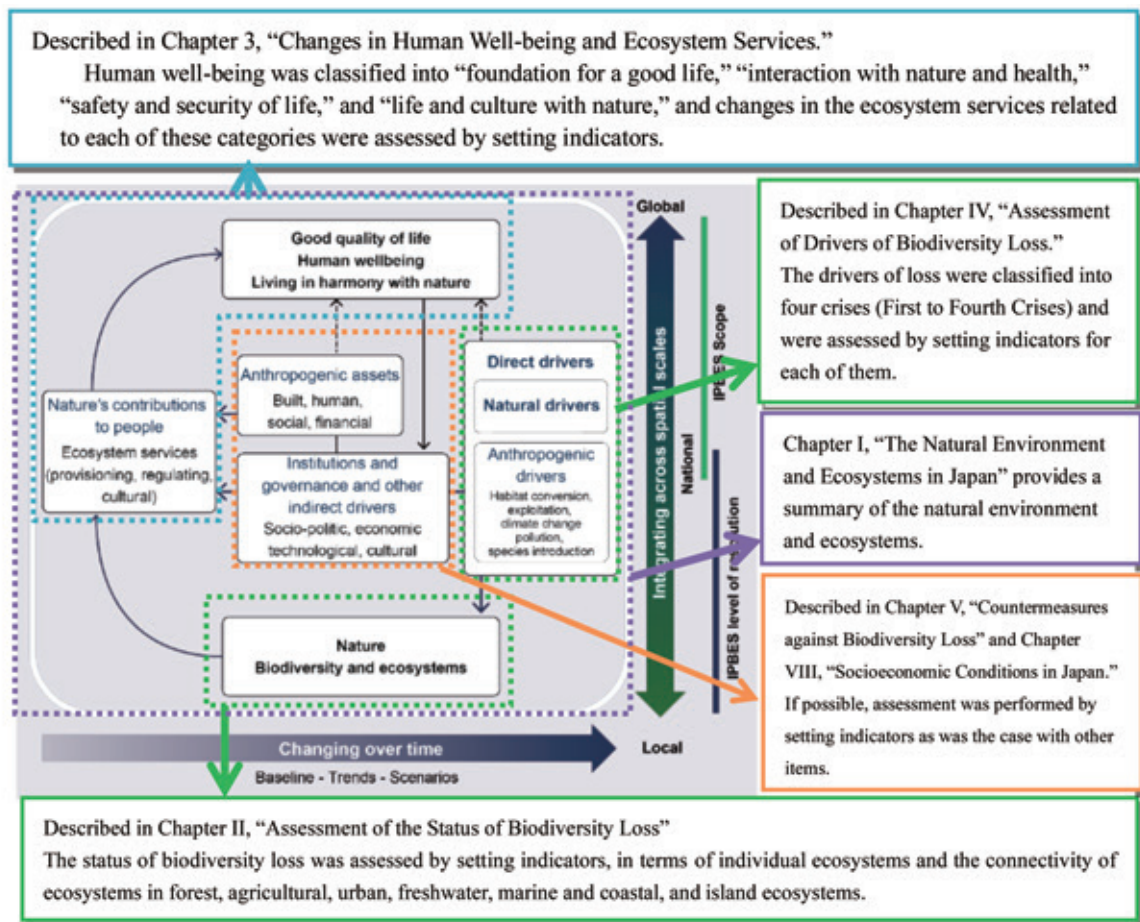 Described in Chapter 3, “Changes in Human Well-being and Ecosystem Services.”
Human well-being was classified into “foundation for a good life,” “interaction with nature and health,”
“safety and security of life,” and “life and culture with nature,” and changes in the ecosystem services related
to each of these categories were assessed by setting indicators.
Good quality of life
Human wellbeing
Living in harmony with nature
Anthropogenic assets
Built, human,
social, financial
Nature’s contributions
to people
Ecosystem services
(provisioning, regulating,
cultural)
Institutions and
governance and other
indirect drivers
Socio-politic, economic
technological, cultural
Direct drivers
Natural drivers
Anthropogenic
drivers
Habitat conversion,
exploitation,
climate change
pollution,
species introduction
Nature
Biodiversity and ecosystems
Global
National
Local
Integrating across spatial scales
IPBES Scope
IPBES level of
Changing over time
Baseline - Trends - Scenarios
Described in Chapter IV, “Assessment
of Drivers of Biodiversity Loss.”
The drivers of loss were classified into
four crises (First to Fourth Crises) and
were assessed by setting indicators for
each of them.
Chapter I, “The Natural Environment
and Ecosystems in Japan” provides a
summary of the natural environment
and ecosystems.
Described in Chapter V, “Countermeasures
against Biodiversity Loss” and Chapter
VIII, “Socioeconomic Conditions in Japan.”
If possible, assessment was performed by
setting indicators as was the case with other
items.
Described in Chapter II, “Assessment of the Status of Biodiversity Loss”
The status of biodiversity loss was assessed by setting indicators, in terms of individual ecosystems and the connectivity of
ecosystems in forest, agricultural, urban, freshwater, marine and coastal, and island ecosystems.